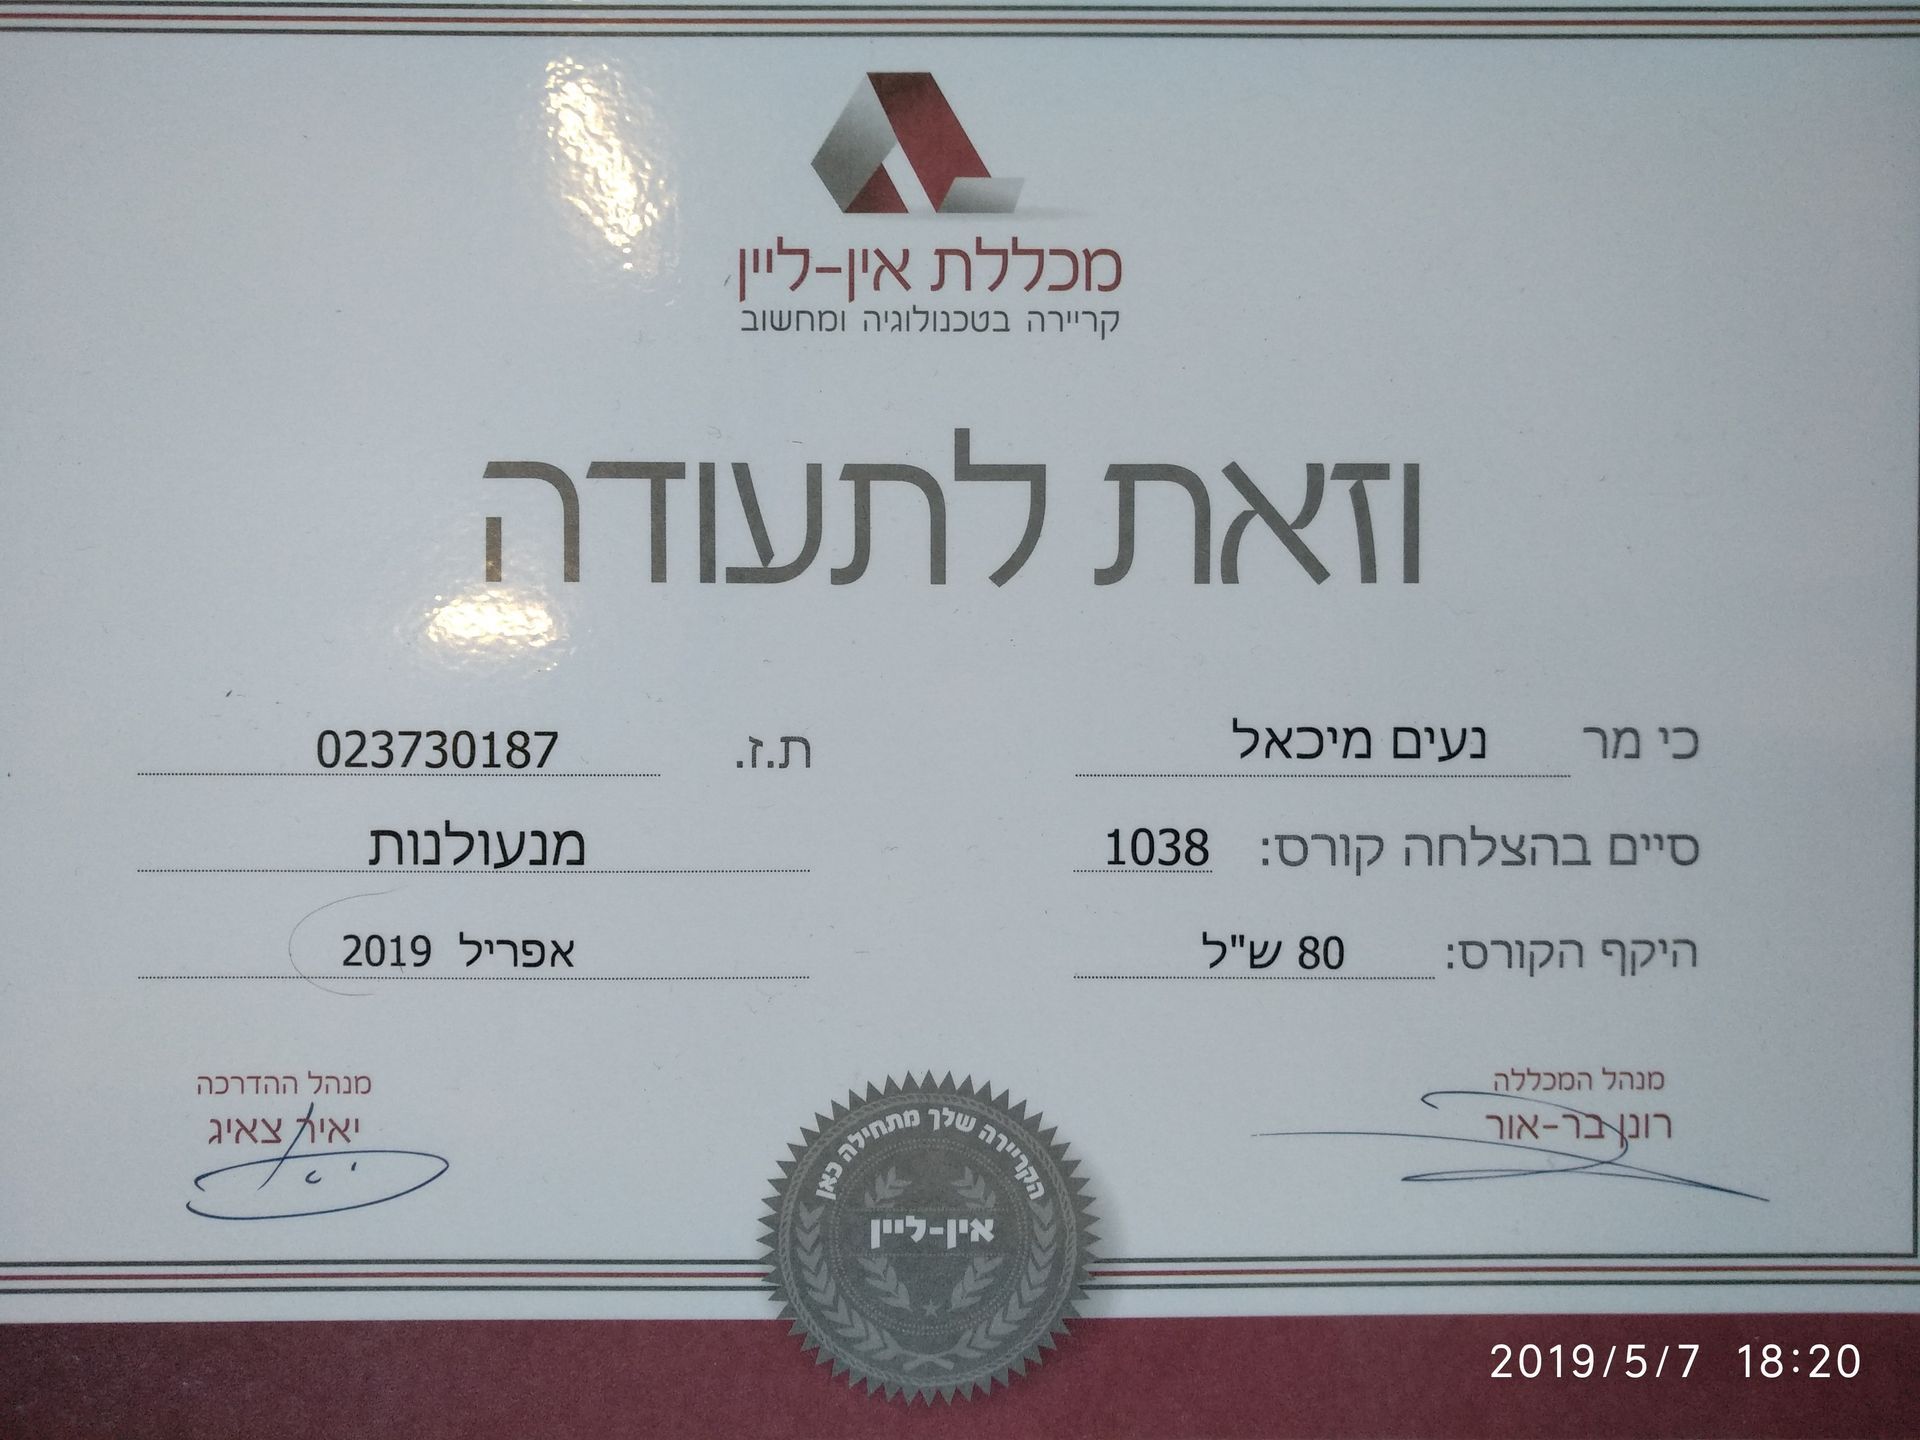 מכללת אין-ליין
קריירה בטכנולוגיה ומחשוב
וזאת לתעודה
כי מר נעים מיכאל ת.ז. 023730187
סיים בהצלחה קורס: 1038 מנעולנות
היקף הקורס: 80 ש"ל אפריל 2019
מנהל המכללה מנהל ההדרכה
רונן בר-אור יאיר צאיג
הקריירה שלך מתחילה כאן
אין-ליין
2019/5/7 18:20